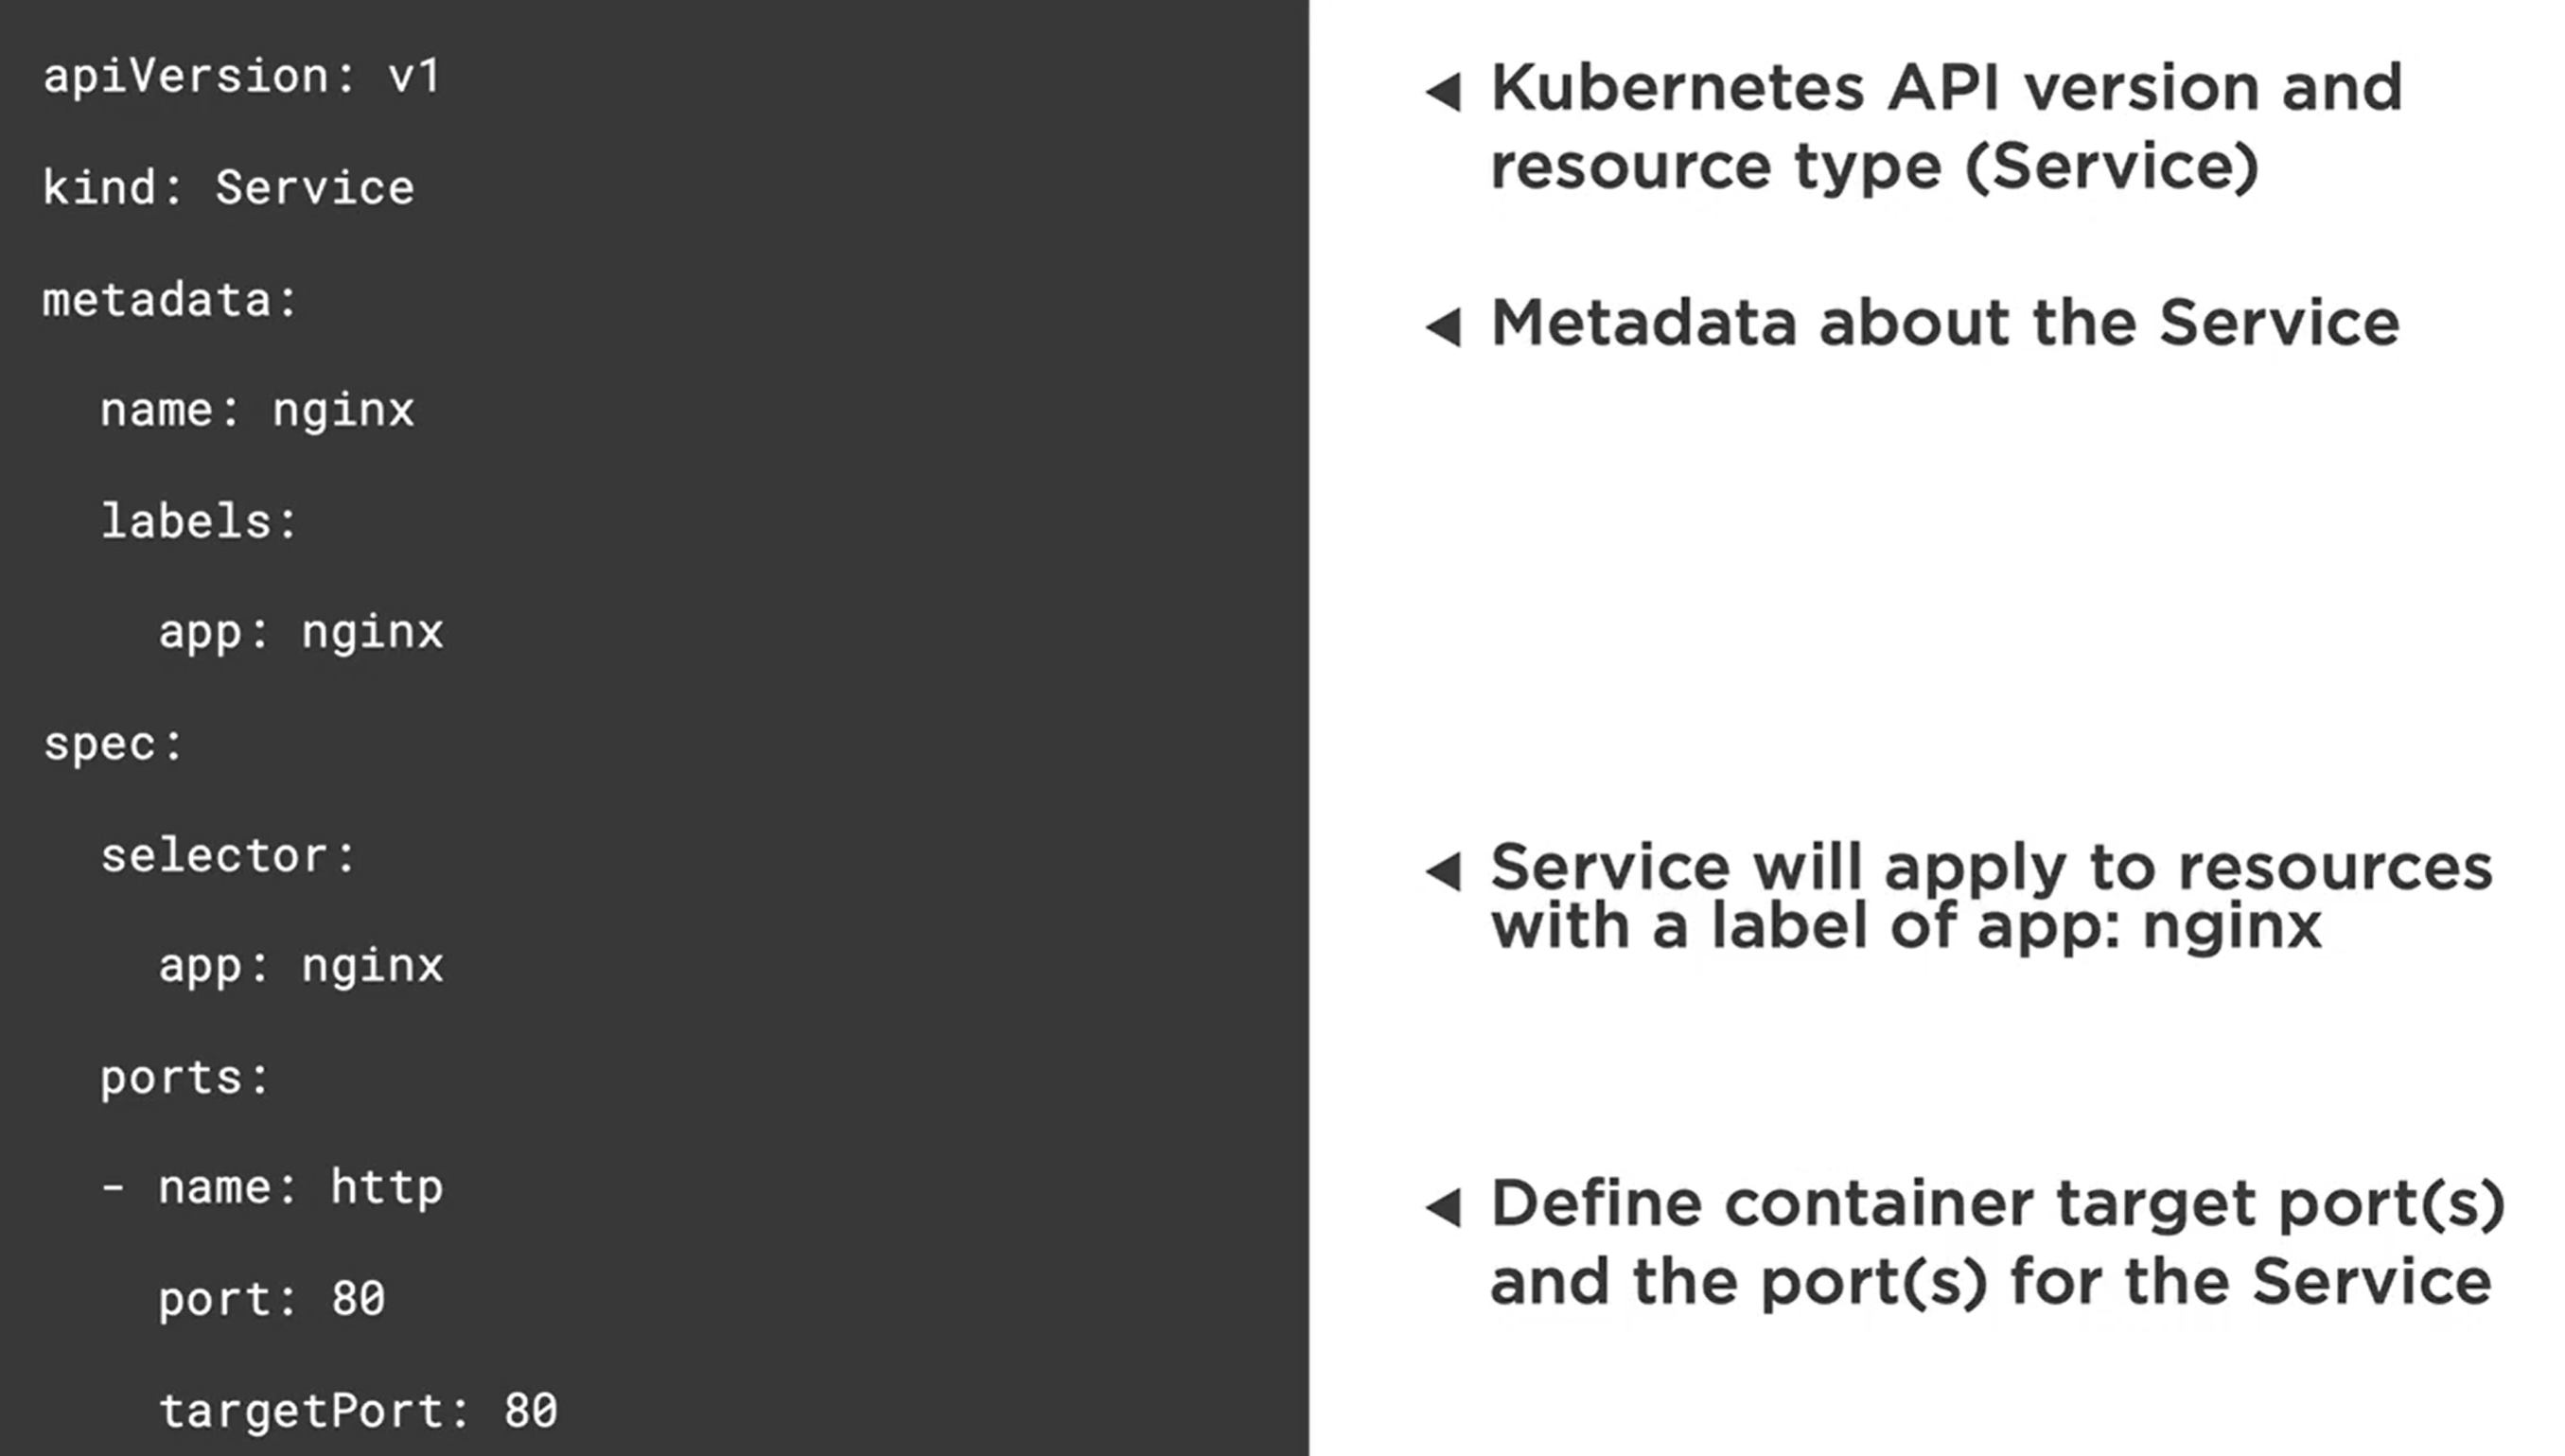 apiVersion: v1
kind: Service
metadata:
  name: nginx
  labels:
    app: nginx
spec:
  selector:
    app: nginx
  ports:
  - name: http
    port: 80
    targetPort: 80
◀ Kubernetes API version and
resource type (Service)
◀ Metadata about the Service
◀ Service will apply to resources
with a label of app: nginx
◀ Define container target port(s)
and the port(s) for the Service